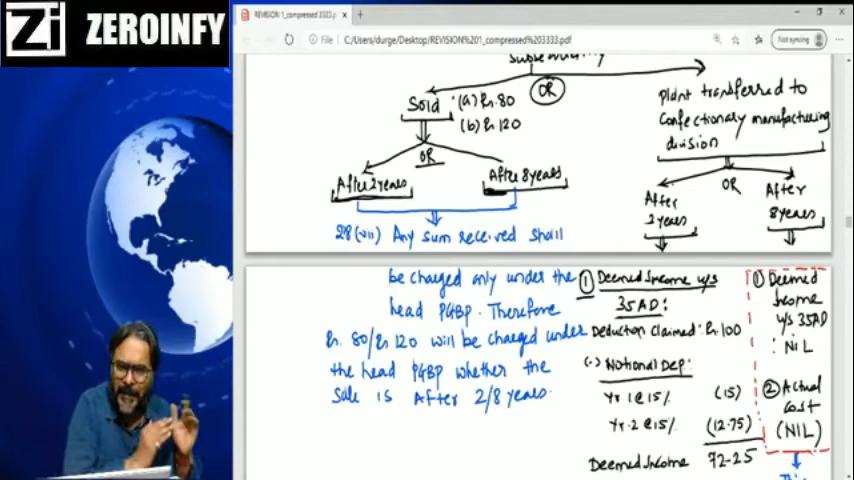 Zi ZEROINFY
REVISION 1_compressed 3333.pdf
File
C:/Users/durge/Desktop/REVISION%201_compressed%203333.pdf
Not syncing
OR
Sold
(a) Rs. 80
(b) Rs 120
OR
After 2 years
After 8 years
28 (vii) Any sum received shall
be charged only under the
head PGBP. Therefore
Rs. 80/Rs 120 will be charged under
the head PGBP whether the
Sale is After 2/8 years.
Plant transferred to
Confectionary manufacturing
division
OR
After
2 years
After
8 years
① Deemed Income u/s
35AD:
Deduction Claimed: Rs. 100
(-) Notional Dep:
Yr 1 @ 15% (15)
Yr. 2 @ 15% (12.75)
Deemed Income 72-25
① Deemed
Income
u/s 35AD
: NIL
② Actual
Cost
(NIL)